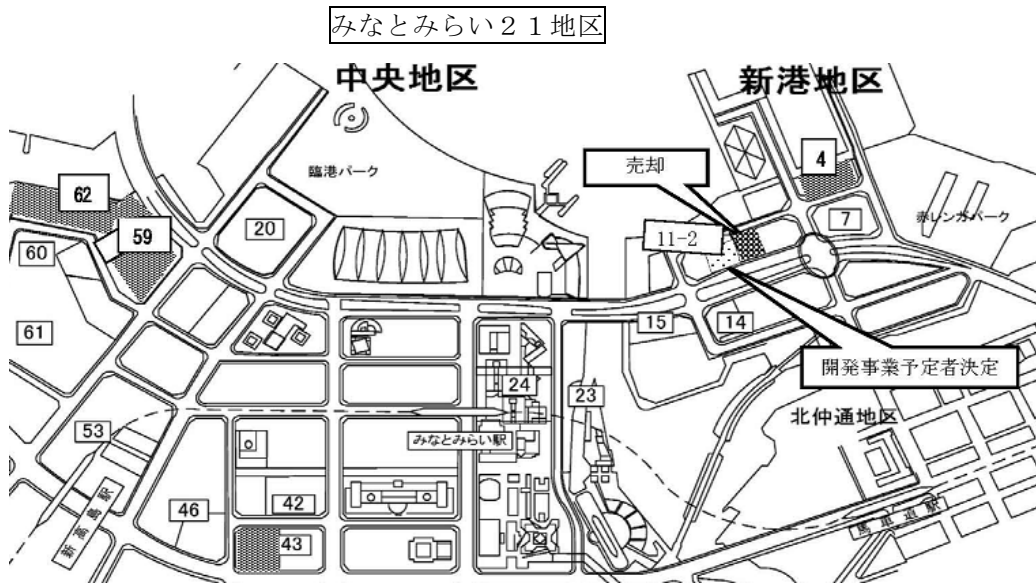 みなとみらい２１地区
中央地区
新港地区
売却
4
62
臨港パーク
59
20
7
赤レンガパーク
11-2
60
61
15
14
開発事業予定者決定
24
23
北仲通地区
53
みなとみらい駅
新高島駅
46
42
馬車道駅
43